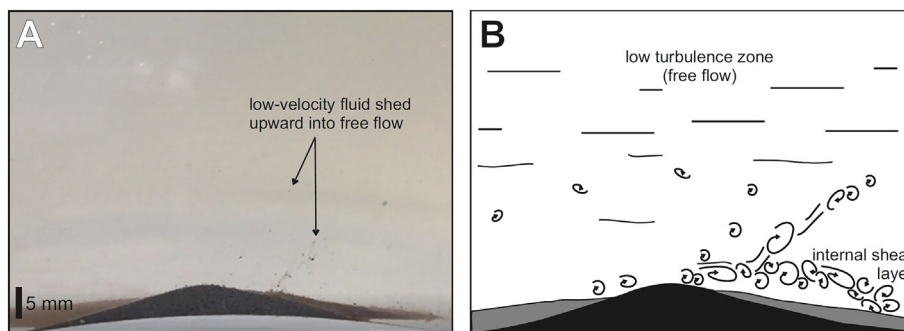 A
low-velocity fluid shed
upward into free flow
5 mm
B
low turbulence zone
(free flow)
internal shea
laye